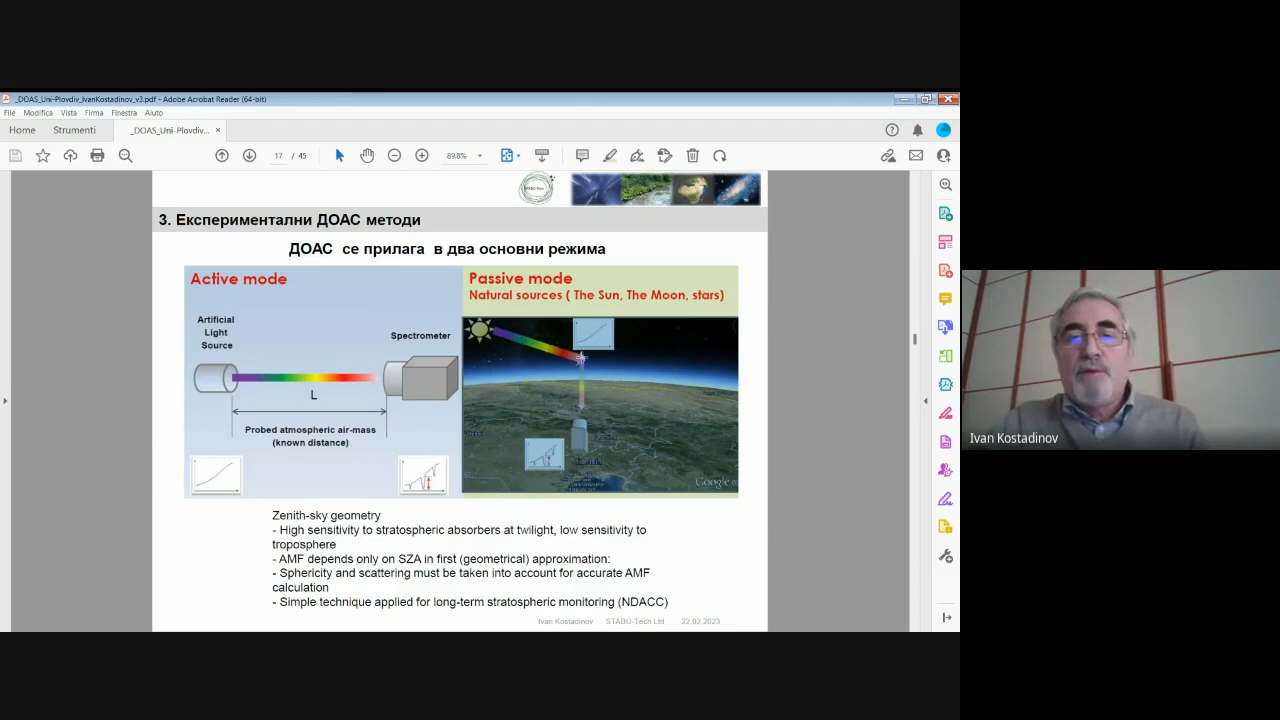 _DOAS_Uni-Plovdiv_IvanKostadinov_v3.pdf - Adobe Acrobat Reader (64-bit)
File Modifica Vista Firma Finestra Aiuto
Home Strumenti _DOAS_Uni-Plovdiv... ×
17 / 45 89.8%
3. Експериментални ДОАС методи
ДОАС се прилага в два основни режима
Active mode
Artificial
Light
Source
Spectrometer
L
Probed atmospheric air-mass
(known distance)
Passive mode
Natural sources ( The Sun, The Moon, stars)
Google
Zenith-sky geometry
- High sensitivity to stratospheric absorbers at twilight, low sensitivity to
troposphere
- AMF depends only on SZA in first (geometrical) approximation:
- Sphericity and scattering must be taken into account for accurate AMF
calculation
- Simple technique applied for long-term stratospheric monitoring (NDACC)
Ivan Kostadinov STABO-Tech Ltd 22.02.2023
Ivan Kostadinov